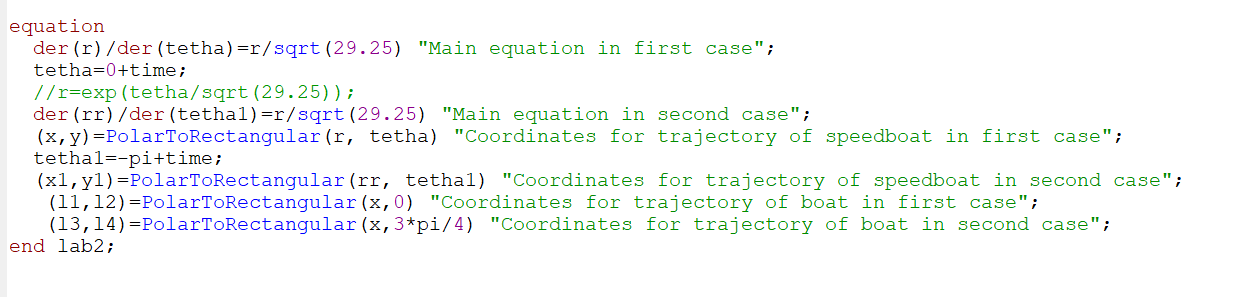 equation
der(r)/der(tetha)=r/sqrt(29.25) "Main equation in first case";
tetha=0+time;
//r=exp(tetha/sqrt(29.25));
der(rr)/der(tetha1)=r/sqrt(29.25) "Main equation in second case";
(x,y)=PolarToRectangular(r, tetha) "Coordinates for trajectory of speedboat in first case";
tetha1=-pi+time;
(x1,y1)=PolarToRectangular(rr, tetha1) "Coordinates for trajectory of speedboat in second case";
(l1,l2)=PolarToRectangular(x,0) "Coordinates for trajectory of boat in first case";
(l3,l4)=PolarToRectangular(x,3*pi/4) "Coordinates for trajectory of boat in second case";
end lab2;